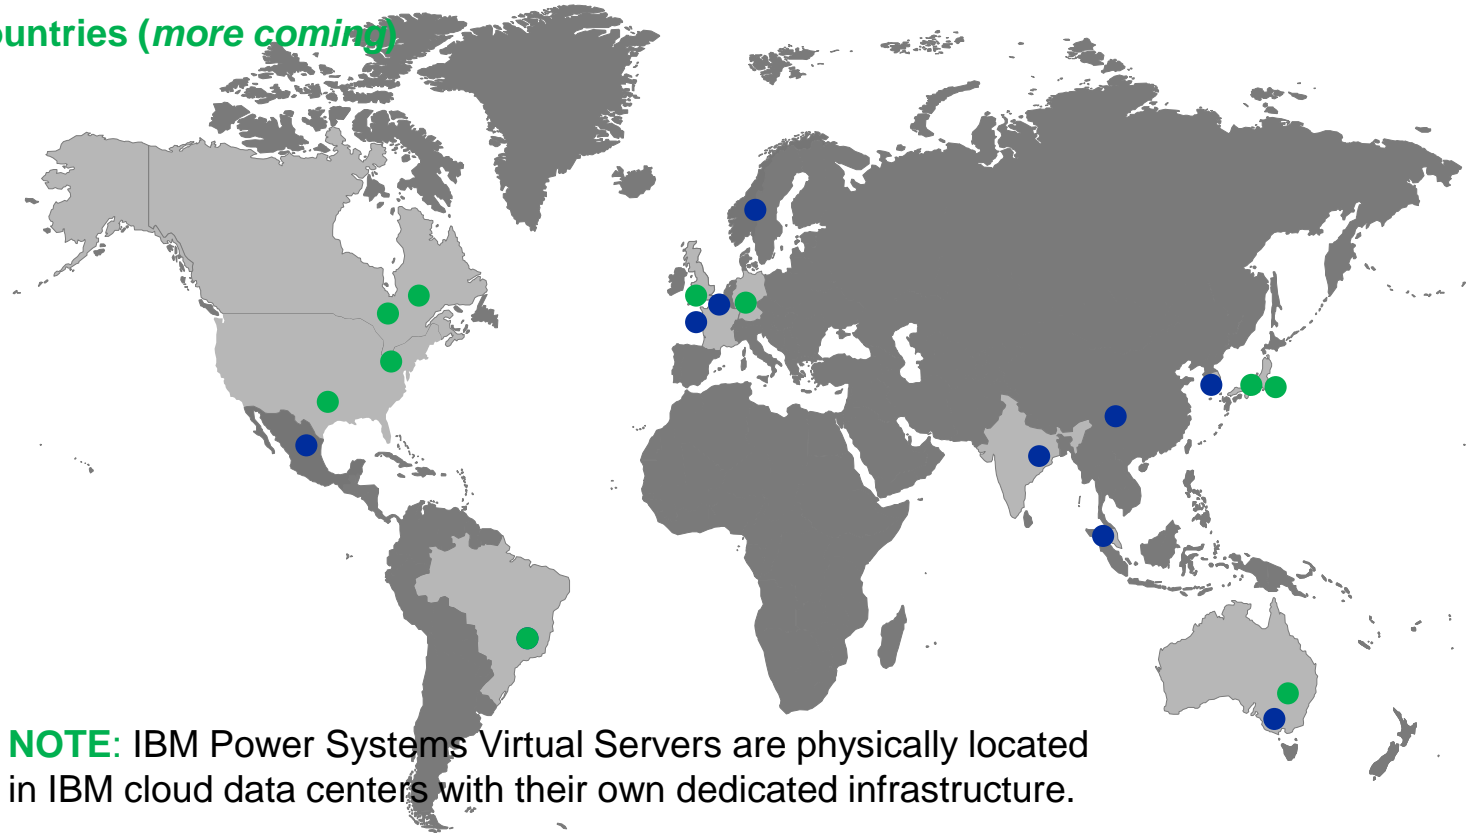 ountries (more coming)
NOTE: IBM Power Systems Virtual Servers are physically located
in IBM cloud data centers with their own dedicated infrastructure.